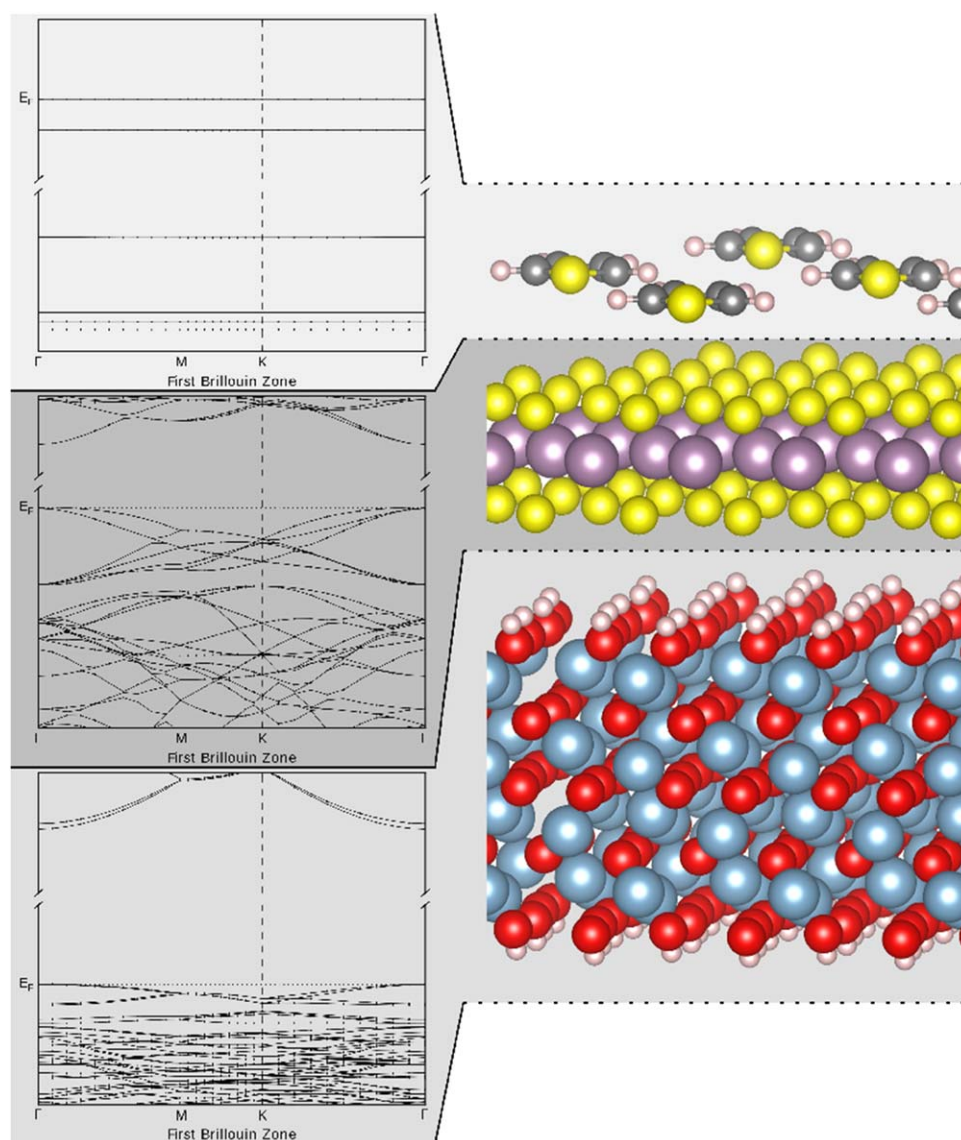 E_F
Γ M K Γ
First Brillouin Zone
E_F
Γ M K Γ
First Brillouin Zone
E_F
Γ M K Γ
First Brillouin Zone